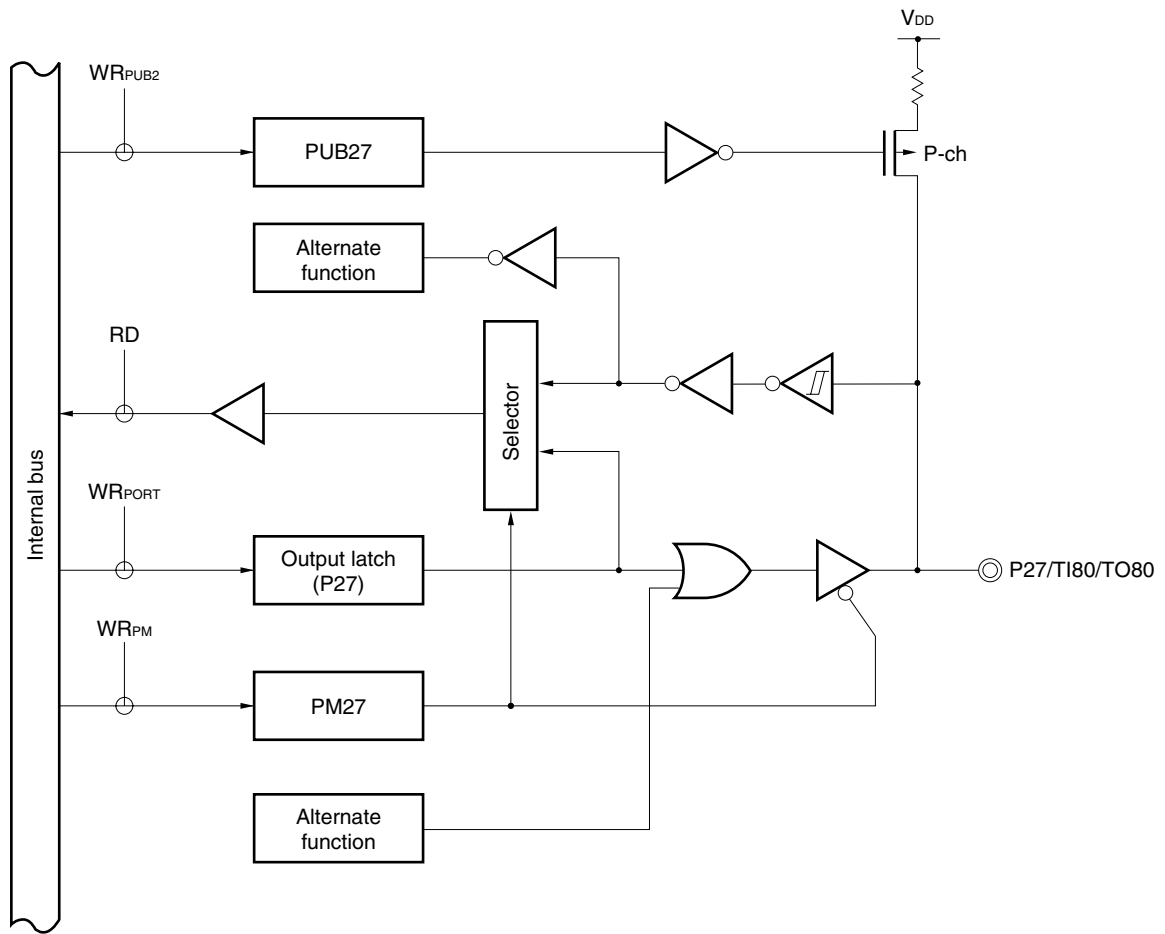 VDD
WRPUB2
PUB27
P-ch
Alternate
function
RD
Selector
Internal bus
WRPORT
Output latch
(P27)
P27/TI80/TO80
WRPM
PM27
Alternate
function